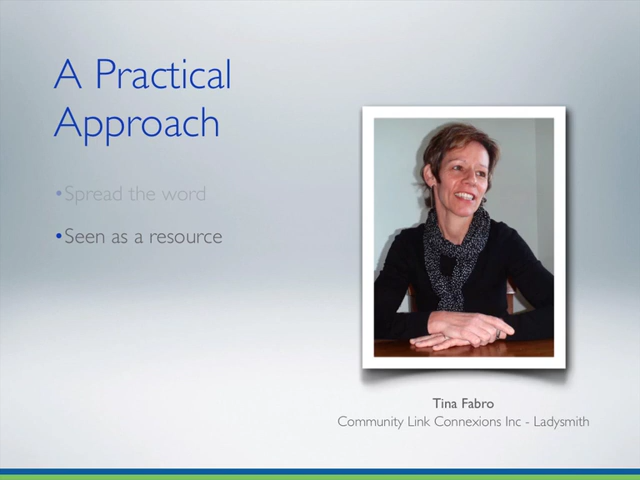 A Practical
Approach
•Spread the word
•Seen as a resource
Tina Fabro
Community Link Connexions Inc - Ladysmith